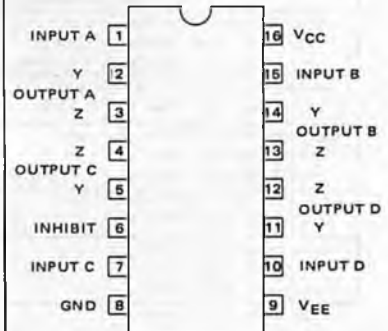 INPUT A 1
Y 2
OUTPUT A
Z 3
Z 4
OUTPUT C
Y 5
INHIBIT 6
INPUT C 7
GND 8
16 VCC
15 INPUT B
14 Y
OUTPUT B
13 Z
12 Z
OUTPUT D
11 Y
10 INPUT D
9 VEE